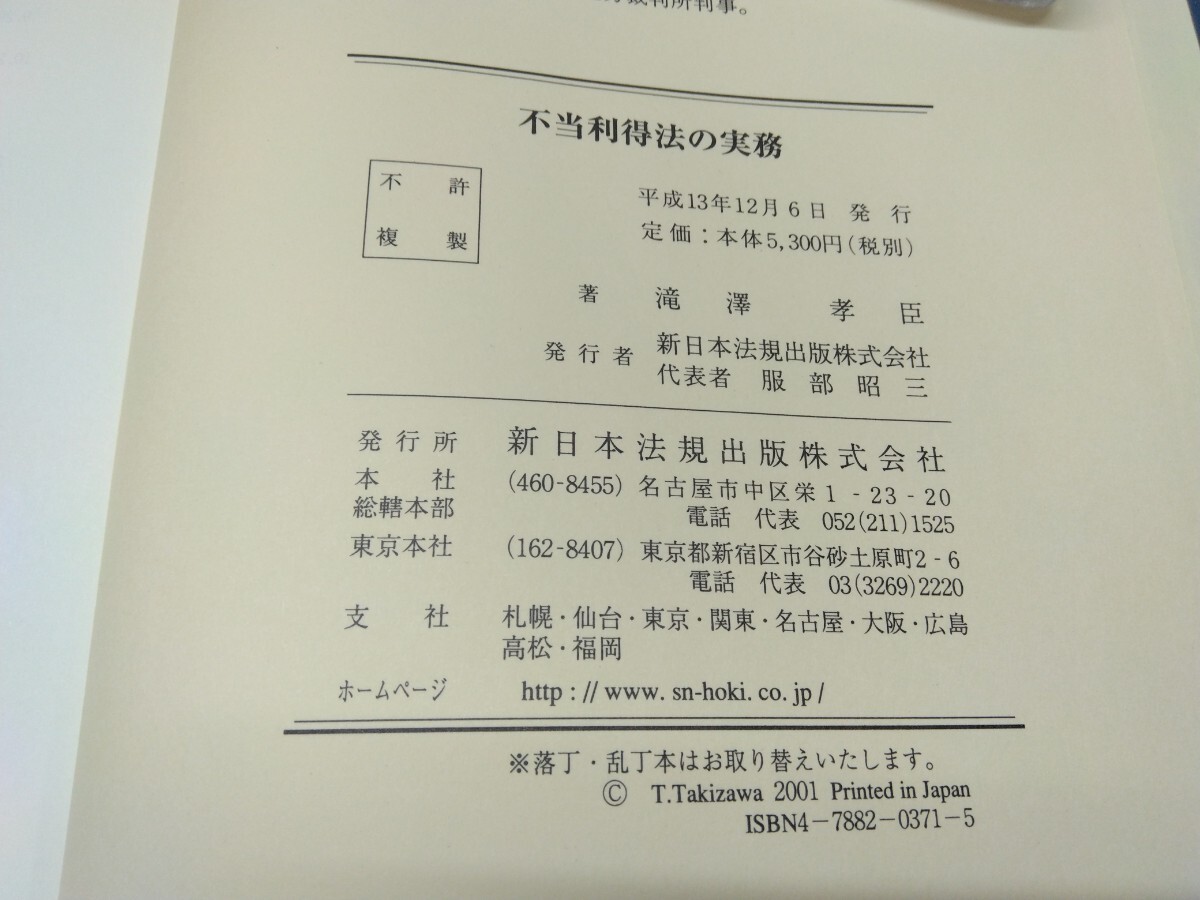 裁判所判事。
不当利得法の実務
不 許
複 製
平成13年12月6日 発 行
定価：本体5,300円(税別)
著 滝 澤 孝 臣
発行者 新日本法規出版株式会社
代表者 服 部 昭 三
発行所 新日本法規出版株式会社
本 社 (460-8455) 名古屋市中区栄1-23-20
総轄本部 電話 代表 052(211)1525
東京本社 (162-8407) 東京都新宿区市谷砂土原町2-6
電話 代表 03(3269)2220
支 社 札幌・仙台・東京・関東・名古屋・大阪・広島
高松・福岡
ホームページ http://www.sn-hoki.co.jp/
※落丁・乱丁本はお取り替えいたします。
© T.Takizawa 2001 Printed in Japan
ISBN4-7882-0371-5